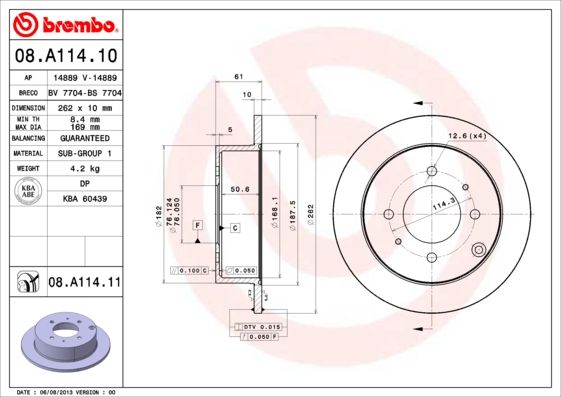 brembo
08.A114.10
AP 14889 V-14889
BRECO BV 7704-BS 7704
DIMENSION 262 x 10 mm
MIN TH 8.4 mm
MAX DIA 169 mm
BALANCING GUARANTEED
MATERIAL SUB-GROUP 1
WEIGHT 4.2 kg
KBA ABE
DP
KBA 60439
08.A114.11
61
10
5
50.6
Ø182
76.124
Ø76.050
F
C
Ø168.1
Ø187.5
Ø262
0.100 C
0.050
DTV 0.015
0.050 F
12.6(x4)
114.3
DATE : 06/08/2013 VERSION : 00